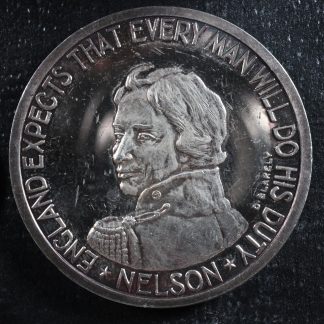 ★ ENGLAND EXPECTS THAT EVERY MAN WILL DO HIS DUTY ★
NELSON